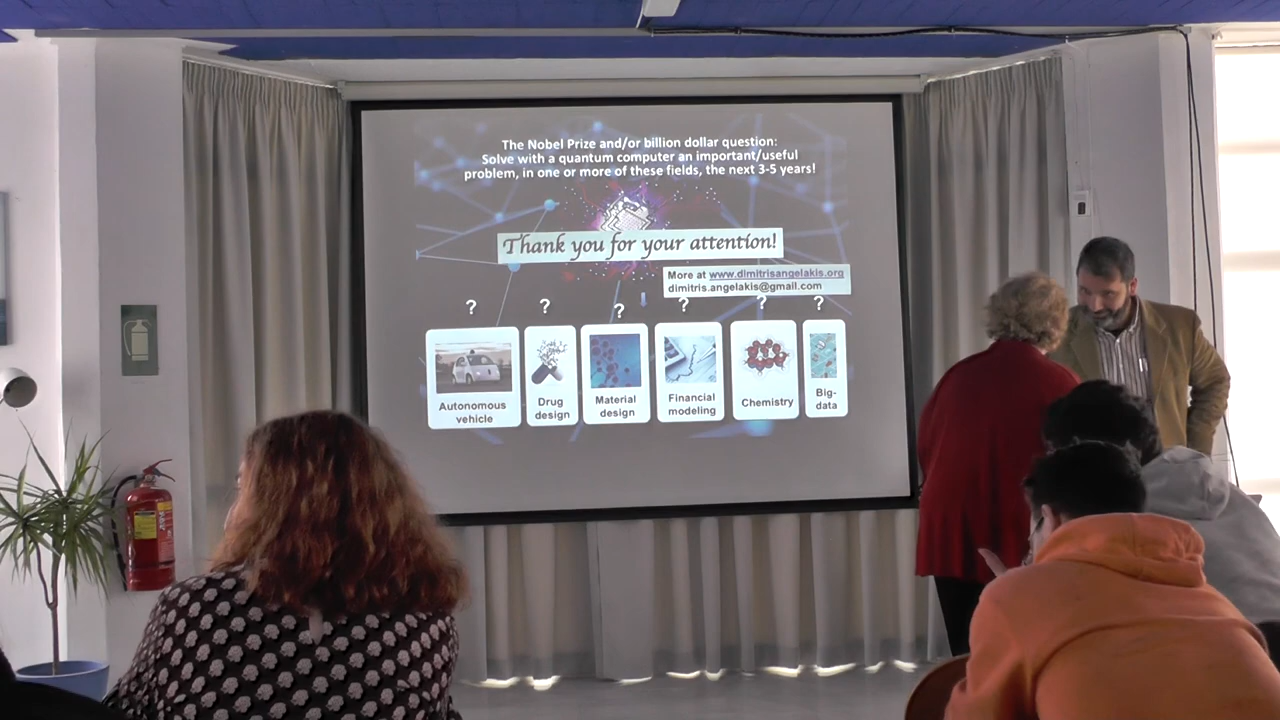 The Nobel Prize and/or billion dollar question:
Solve with a quantum computer an important/useful
problem, in one or more of these fields, the next 3-5 years!
Thank you for your attention!
More at www.dimitrisangelakis.org
dimitris.angelakis@gmail.com
? ? ? ? ? ?
Autonomous
vehicle
Drug
design
Material
design
Financial
modeling
Chemistry
Big-
data